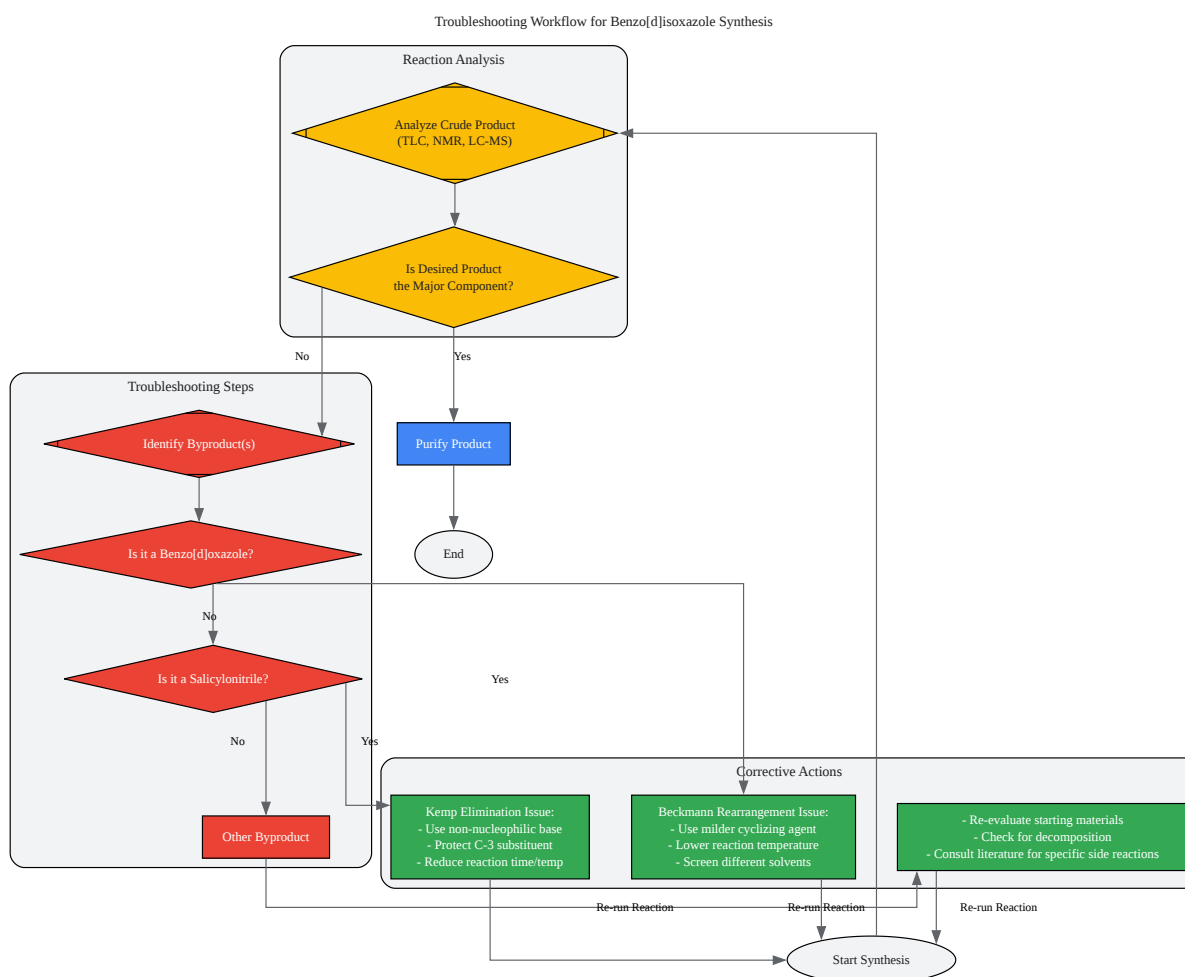 Troubleshooting Workflow for Benzo[d]isoxazole Synthesis
Reaction Analysis
Analyze Crude Product
(TLC, NMR, LC-MS)
Is Desired Product
the Major Component?
No
Yes
Troubleshooting Steps
Identify Byproduct(s)
Purify Product
Is it a Benzo[d]oxazole?
End
No
Is it a Salicylonitrile?
Yes
No
Yes
Corrective Actions
Kemp Elimination Issue:
- Use non-nucleophilic base
- Protect C-3 substituent
- Reduce reaction time/temp
Beckmann Rearrangement Issue:
- Use milder cyclizing agent
- Lower reaction temperature
- Screen different solvents
- Re-evaluate starting materials
- Check for decomposition
- Consult literature for specific side reactions
Other Byproduct
Re-run Reaction
Re-run Reaction
Re-run Reaction
Start Synthesis